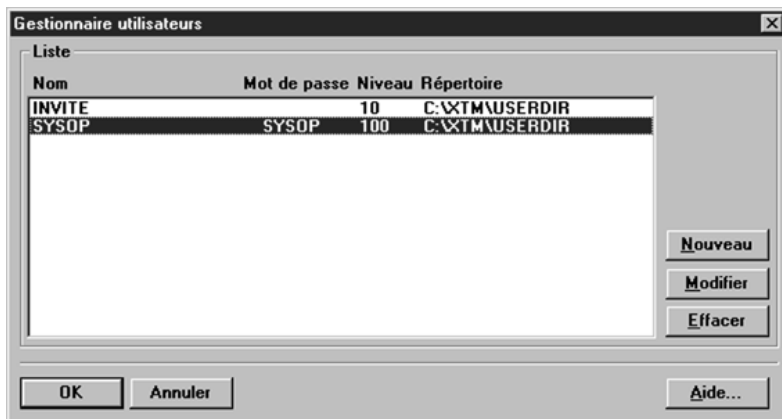 Gestionnaire utilisateurs
Liste
Nom Mot de passe Niveau Répertoire
INVITE 10 C:\XTM\USERDIR
SYSOP SYSOP 100 C:\XTM\USERDIR
Nouveau
Modifier
Effacer
OK Annuler Aide...